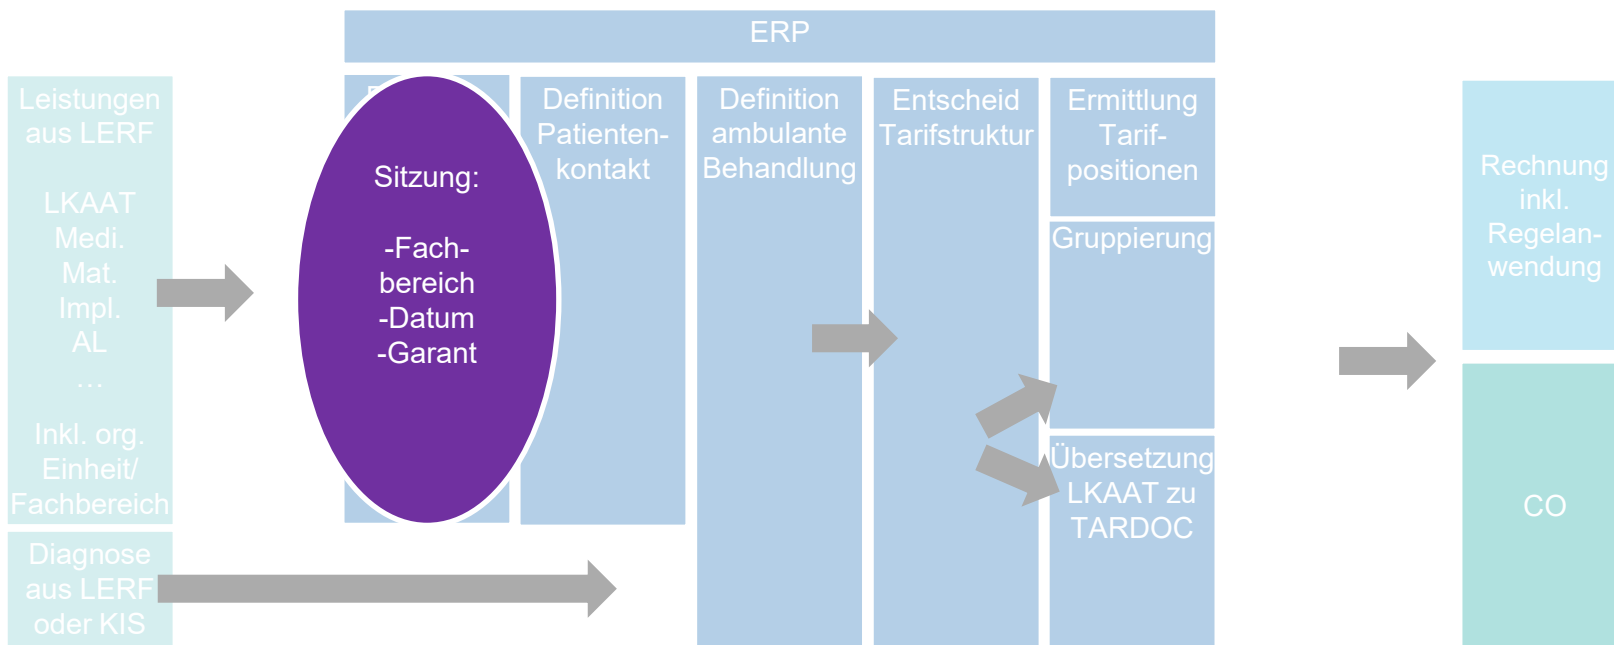 ERP
Leistungen
aus LERF
LKAAT
Medi.
Mat.
Impl.
AL
…
Inkl. org.
Einheit/
Fachbereich
Diagnose
aus LERF
oder KIS
Sitzung:
-Fach-
bereich
-Datum
-Garant
Definition
Patienten-
kontakt
Definition
ambulante
Behandlung
Entscheid
Tarifstruktur
Ermittlung
Tarif-
positionen
Gruppierung
Übersetzung
LKAAT zu
TARDOC
Rechnung
inkl.
Regelan-
wendung
CO